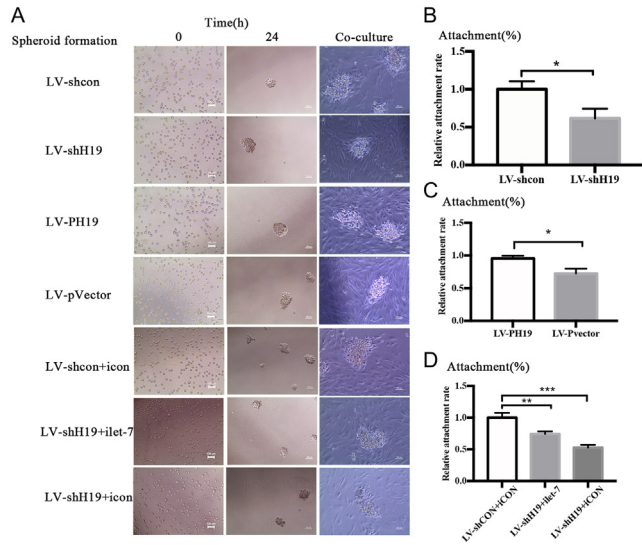 A
Time(h)
Spheroid formation 0 24 Co-culture
LV-shcon
LV-shH19
LV-PH19
LV-pVector
LV-shcon+icon
LV-shH19+ilet-7
LV-shH19+icon
B
Attachment(%)
Relative attachment rate
1.5
1.0
0.5
0.0
*
LV-shcon LV-shH19
C
Attachment(%)
Relative attachment rate
1.5
1.0
0.5
0.0
*
LV-PH19 LV-Pvector
D
Attachment(%)
Relative attachment rate
1.5
1.0
0.5
0.0
***
**
LV-shCON+iCON
LV-shH19+ilet-7
LV-shH19+iCON